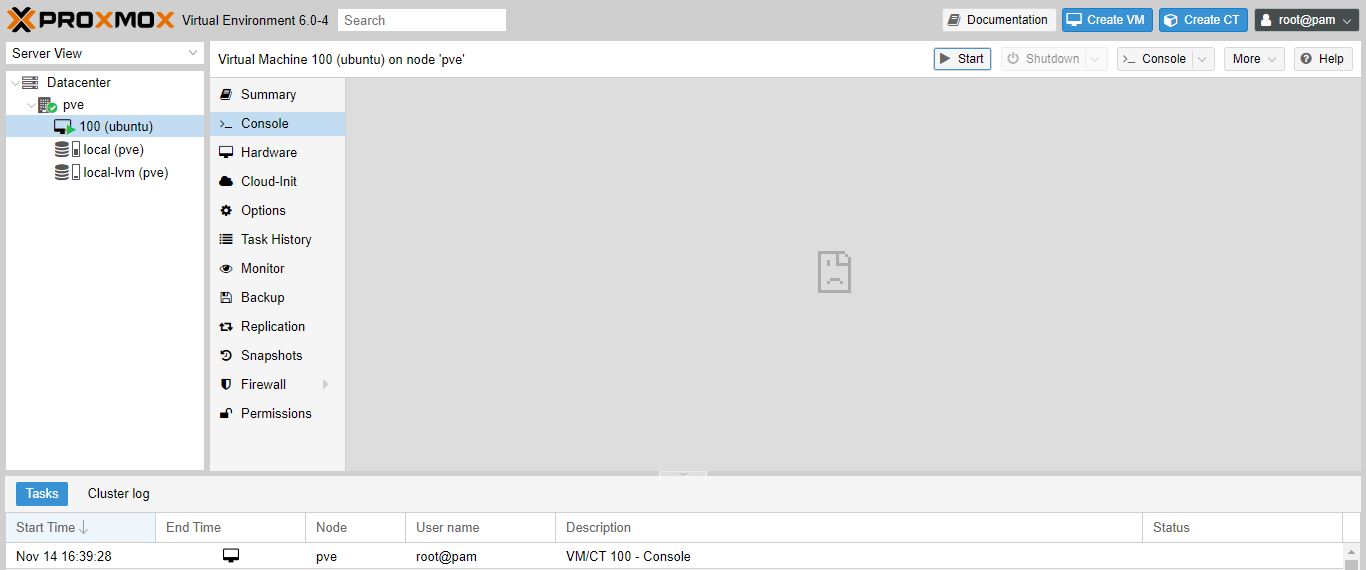 PROXMOX Virtual Environment 6.0-4 Search Documentation Create VM Create CT root@pam
Server View
Virtual Machine 100 (ubuntu) on node 'pve' Start Shutdown Console More Help
Datacenter
pve
100 (ubuntu)
local (pve)
local-lvm (pve)
Summary
Console
Hardware
Cloud-Init
Options
Task History
Monitor
Backup
Replication
Snapshots
Firewall
Permissions
Tasks Cluster log
Start Time End Time Node User name Description Status
Nov 14 16:39:28 pve root@pam VM/CT 100 - Console